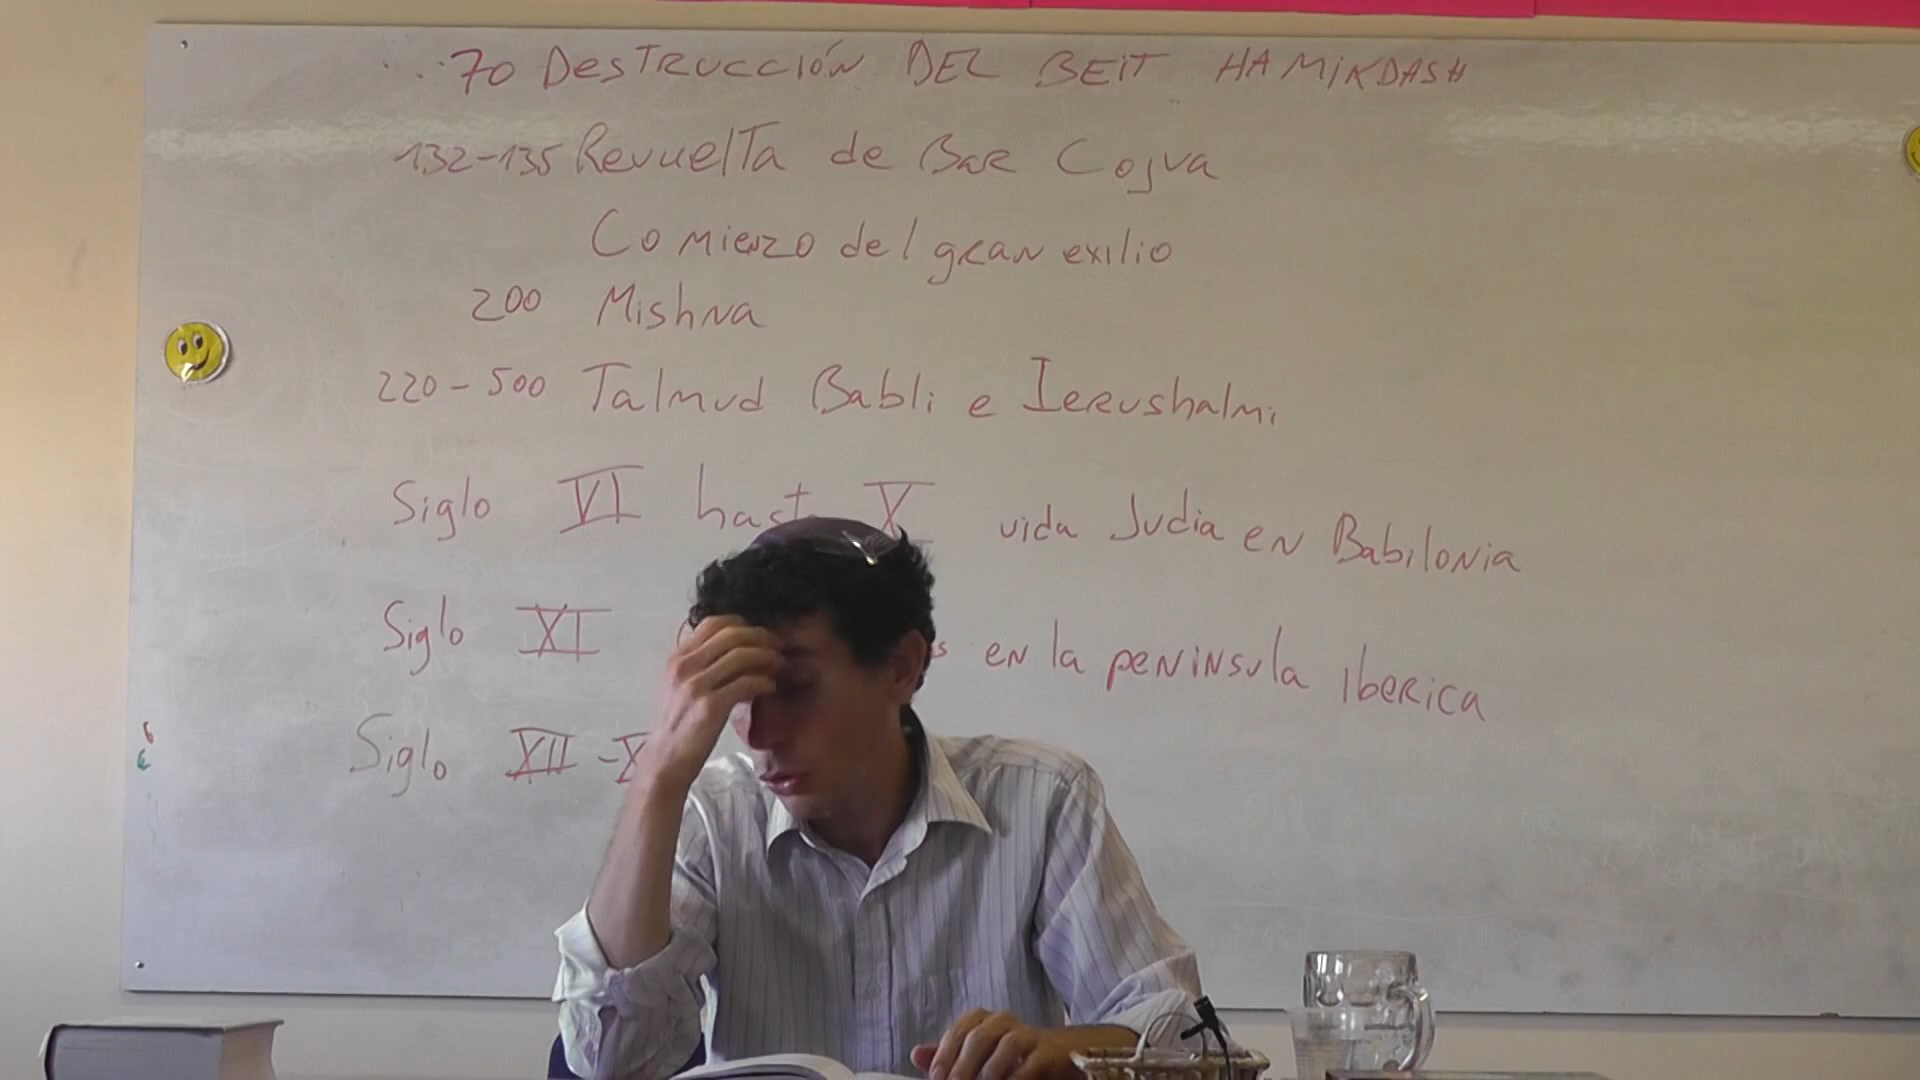 70 DESTRUCCIÓN DEL BEIT HAMIKDASH
132-135 Revuelta de Bar Cojva
Comienzo del gran exilio
200 Mishna
220-500 Talmud Babli e Ierushalmi
Siglo VI hasta X vida Judia en Babilonia
Siglo XI en la peninsula Iberica
Siglo XII -